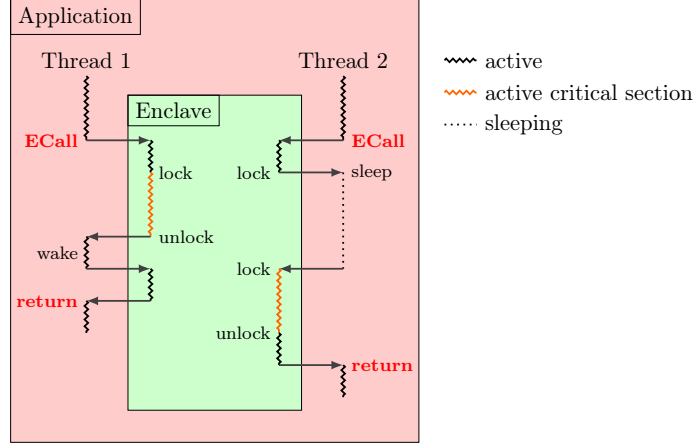 Application
Thread 1
Thread 2
active
active critical section
sleeping
Enclave
ECall
ECall
lock
lock
sleep
unlock
wake
lock
return
unlock
return